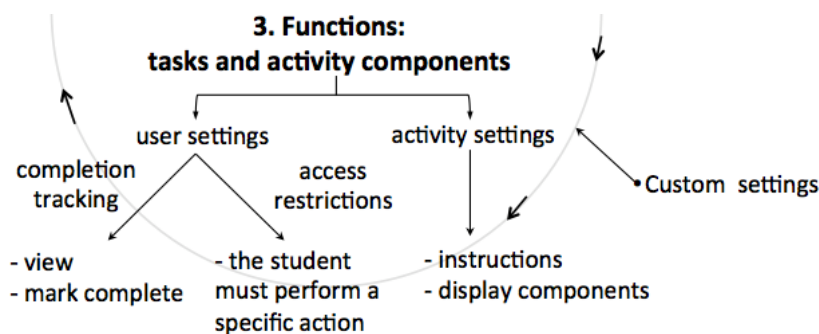 3. Functions:
tasks and activity components
user settings
activity settings
completion
tracking
access
restrictions
Custom settings
- view
- mark complete
- the student
must perform a
specific action
- instructions
- display components